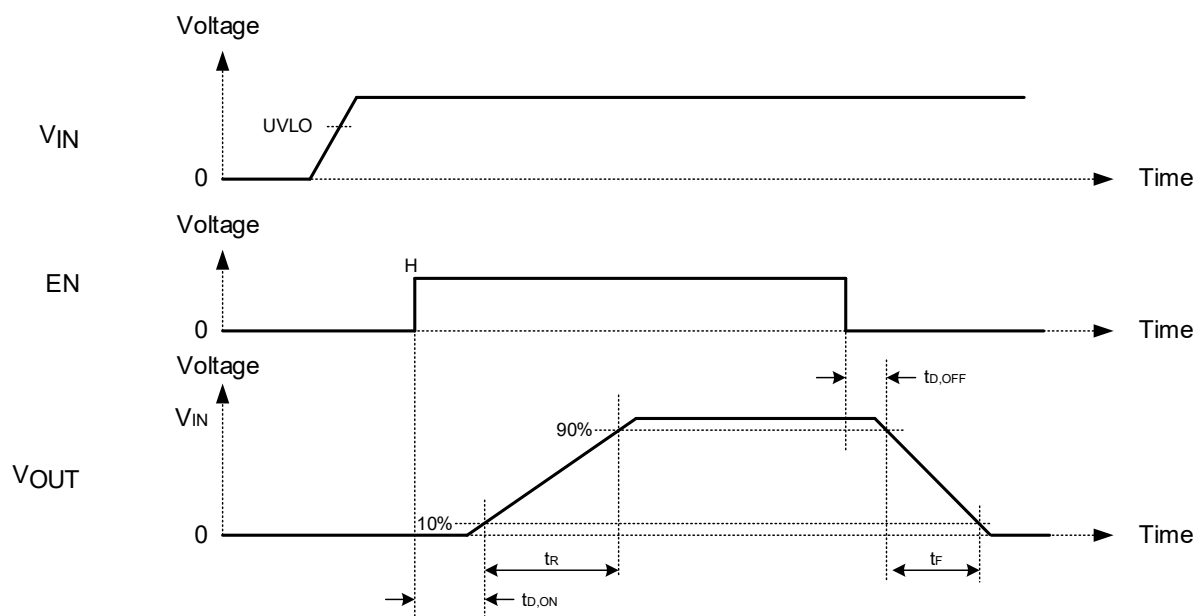 Voltage
UVLO
VIN
0
Time
Voltage
H
EN
0
Time
Voltage
tD,OFF
VIN
90%
VOUT
10%
0
Time
tR
tF
tD,ON